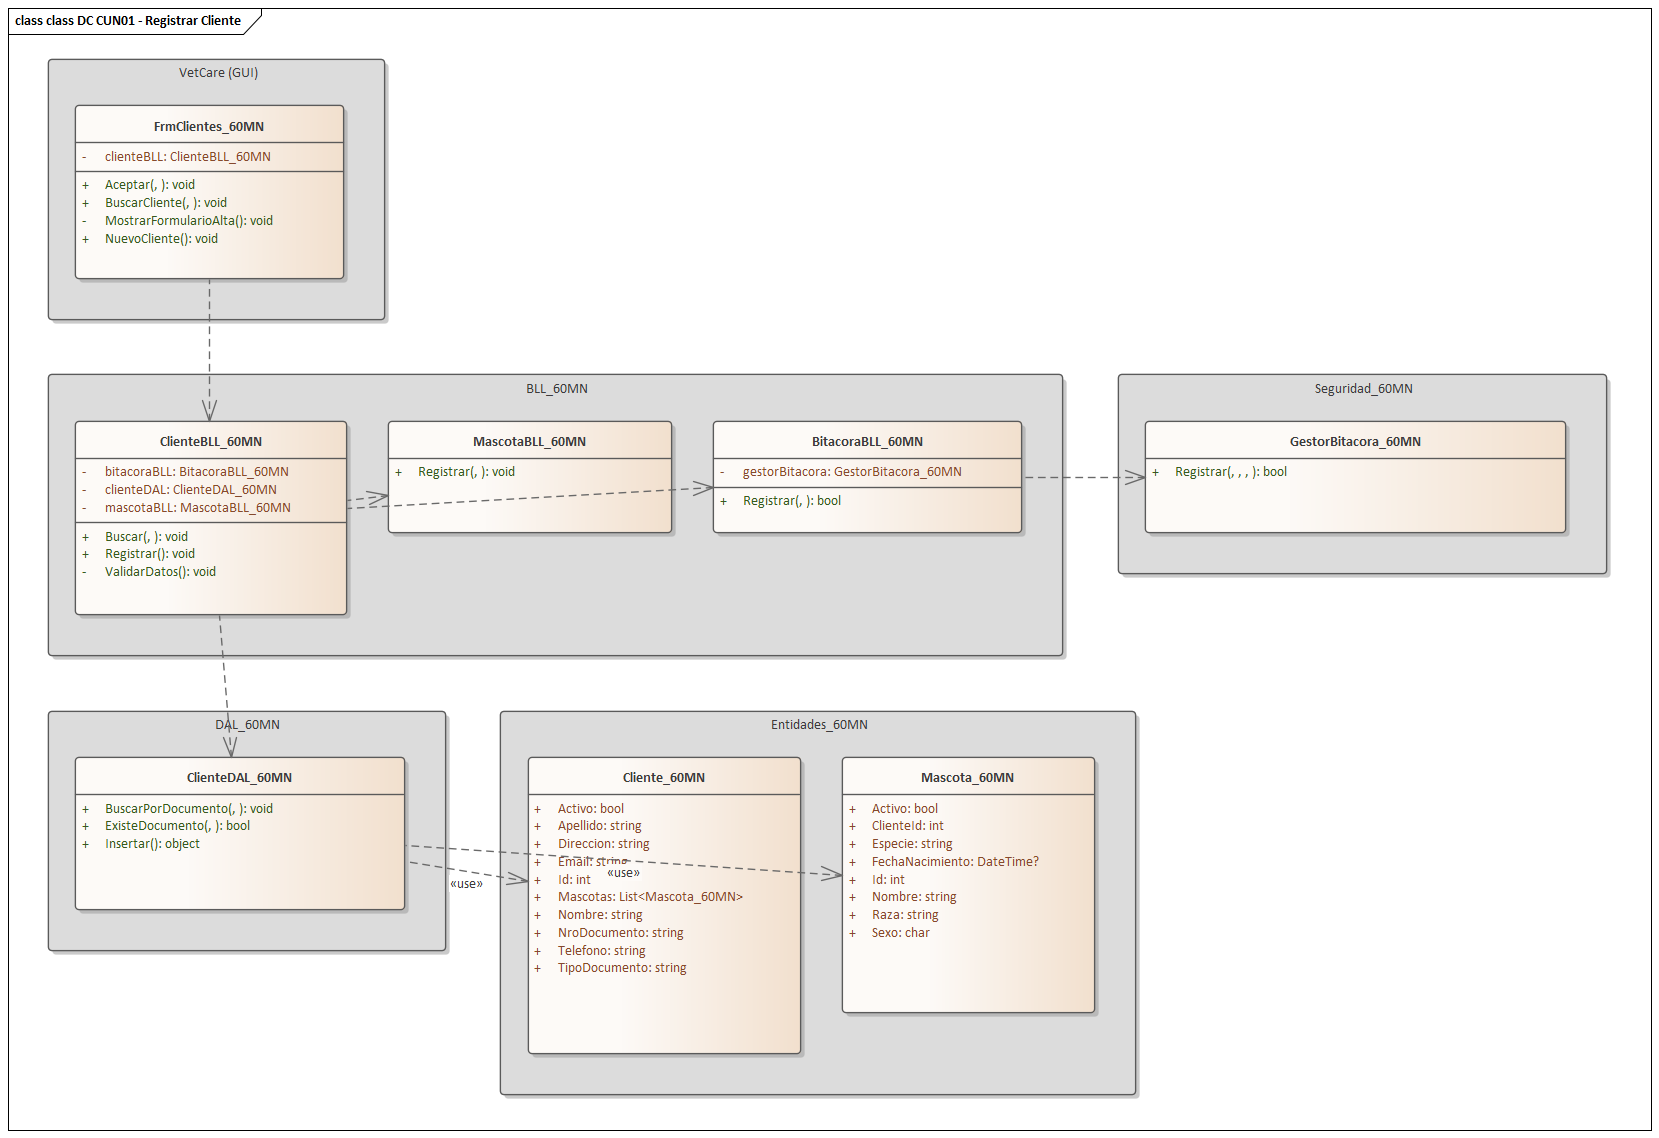 class class DC CUN01 - Registrar Cliente
VetCare (GUI)
FrmClientes_60MN
- clienteBLL: ClienteBLL_60MN
+ Aceptar(, ): void
+ BuscarCliente(, ): void
- MostrarFormularioAlta(): void
+ NuevoCliente(): void
BLL_60MN
ClienteBLL_60MN
- bitacoraBLL: BitacoraBLL_60MN
- clienteDAL: ClienteDAL_60MN
- mascotaBLL: MascotaBLL_60MN
+ Buscar(, ): void
+ Registrar(): void
- ValidarDatos(): void
MascotaBLL_60MN
+ Registrar(, ): void
BitacoraBLL_60MN
- gestorBitacora: GestorBitacora_60MN
+ Registrar(, ): bool
Seguridad_60MN
GestorBitacora_60MN
+ Registrar(, , , ): bool
DAL_60MN
ClienteDAL_60MN
+ BuscarPorDocumento(, ): void
+ ExisteDocumento(, ): bool
+ Insertar(): object
«use»
«use»
Entidades_60MN
Cliente_60MN
+ Activo: bool
+ Apellido: string
+ Direccion: string
+ Email: string
+ Id: int
+ Mascotas: List<Mascota_60MN>
+ Nombre: string
+ NroDocumento: string
+ Telefono: string
+ TipoDocumento: string
Mascota_60MN
+ Activo: bool
+ ClienteId: int
+ Especie: string
+ FechaNacimiento: DateTime?
+ Id: int
+ Nombre: string
+ Raza: string
+ Sexo: char